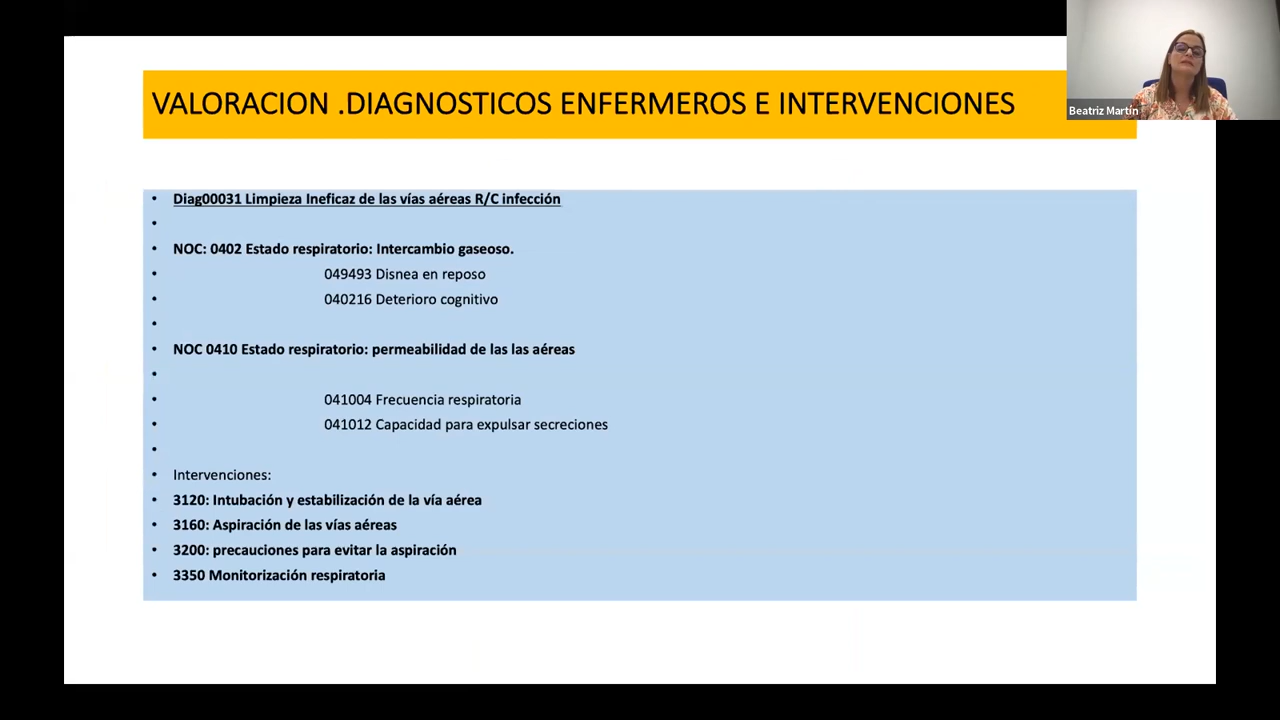 VALORACION .DIAGNOSTICOS ENFERMEROS E INTERVENCIONES
Beatriz Martín
• Diag00031 Limpieza Ineficaz de las vías aéreas R/C infección
•
• NOC: 0402 Estado respiratorio: Intercambio gaseoso.
• 049493 Disnea en reposo
• 040216 Deterioro cognitivo
•
• NOC 0410 Estado respiratorio: permeabilidad de las las aéreas
•
• 041004 Frecuencia respiratoria
• 041012 Capacidad para expulsar secreciones
•
• Intervenciones:
• 3120: Intubación y estabilización de la vía aérea
• 3160: Aspiración de las vías aéreas
• 3200: precauciones para evitar la aspiración
• 3350 Monitorización respiratoria